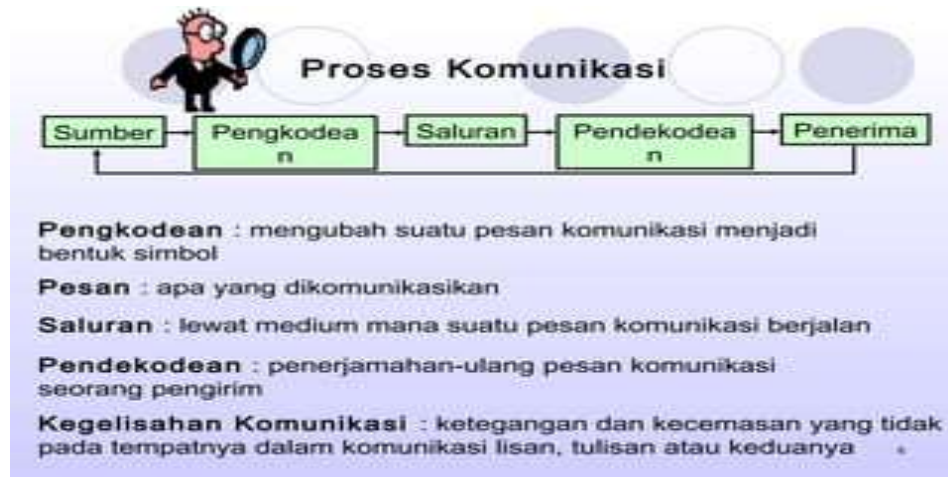 Proses Komunikasi
Sumber
Pengkodea
n
Saluran
Pendekodea
n
Penerima
Pengkodean : mengubah suatu pesan komunikasi menjadi
bentuk simbol
Pesan : apa yang dikomunikasikan
Saluran : lewat medium mana suatu pesan komunikasi berjalan
Pendekodean : penerjamahan-ulang pesan komunikasi
seorang pengirim
Kegelisahan Komunikasi : ketegangan dan kecemasan yang tidak
pada tempatnya dalam komunikasi lisan, tulisan atau keduanya